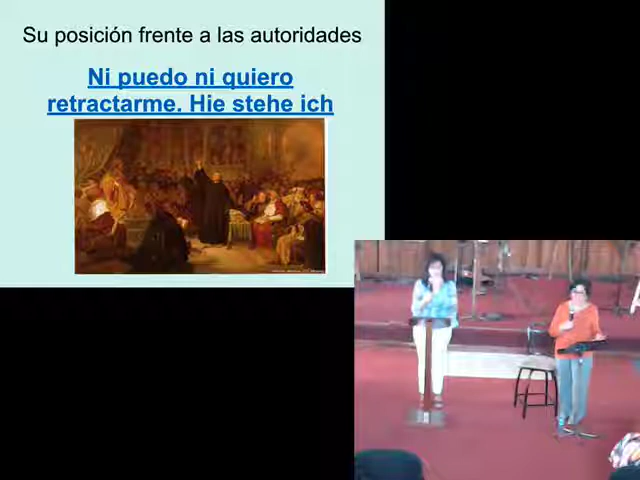 Su posición frente a las autoridades
Ni puedo ni quiero
retractarme. Hie stehe ich